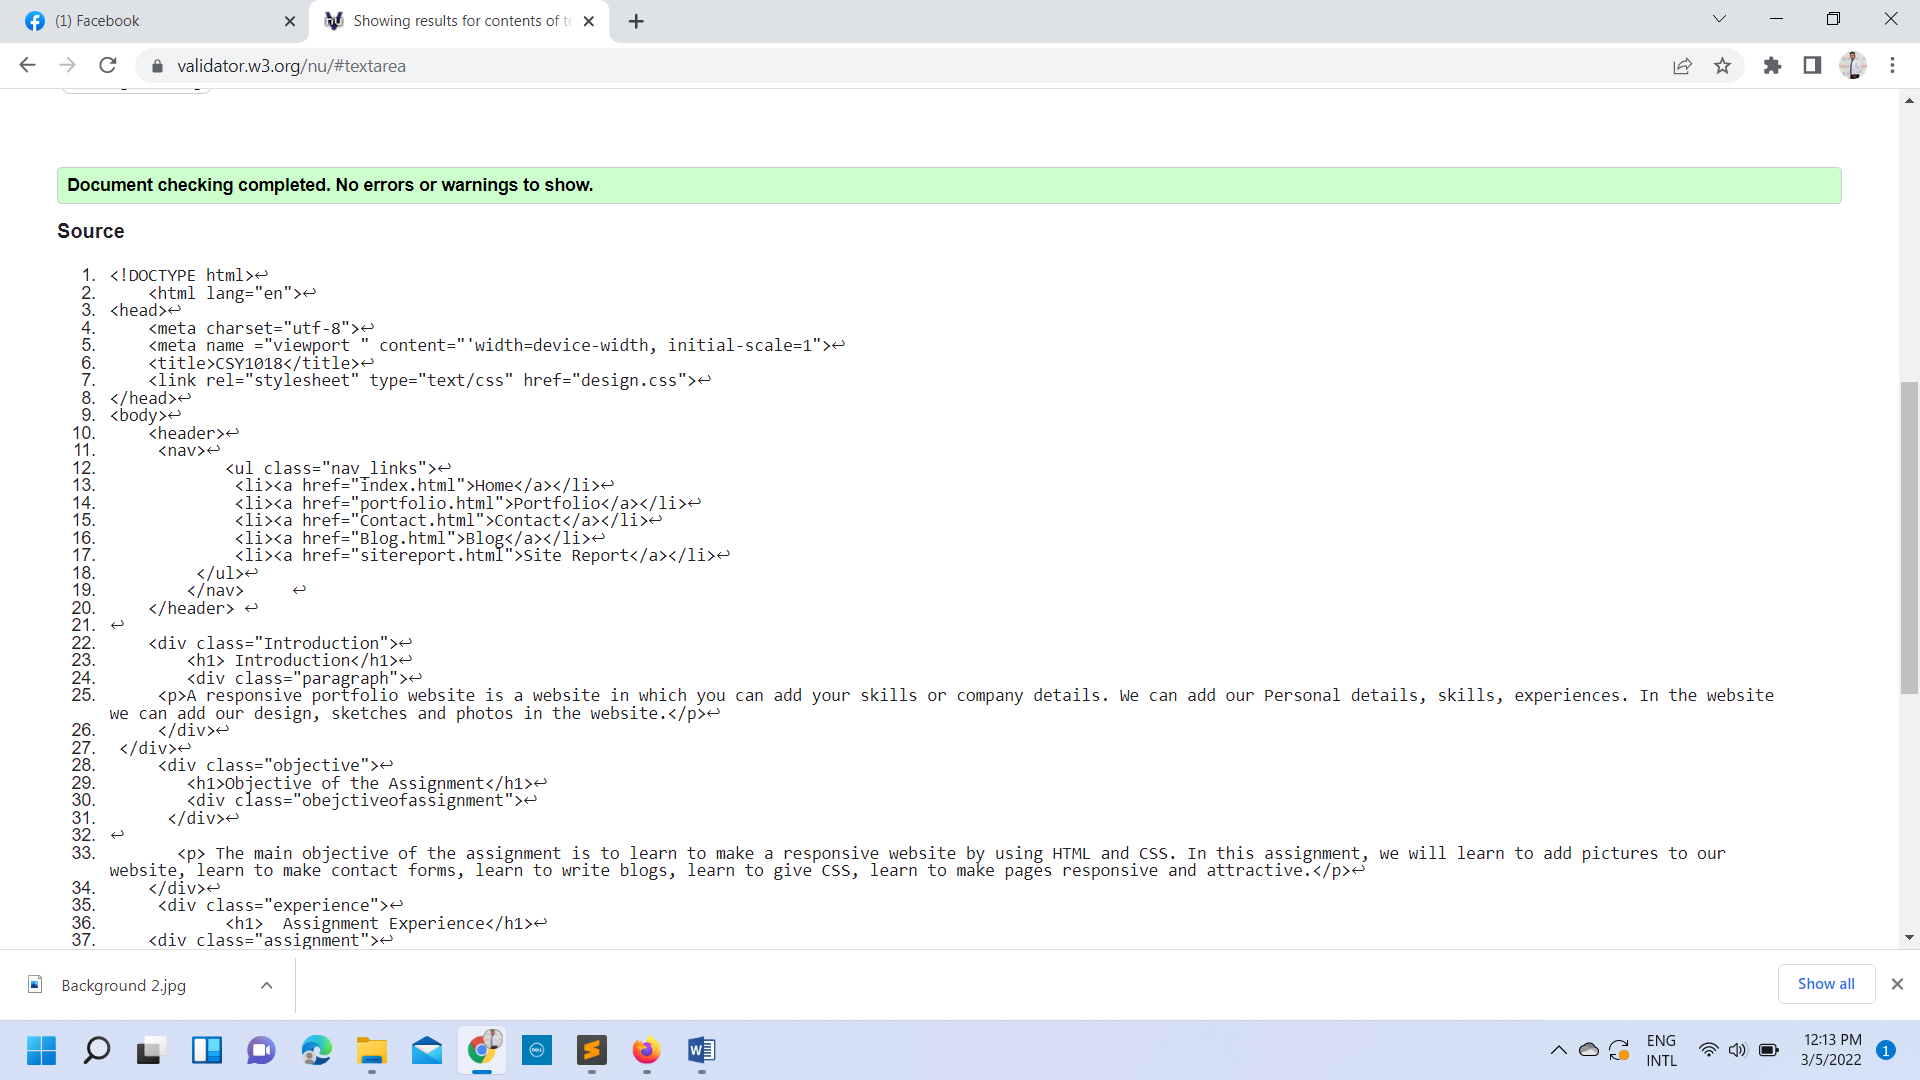 (1) Facebook
Showing results for contents of te
validator.w3.org/nu/#textarea
Document checking completed. No errors or warnings to show.
Source
1. <!DOCTYPE html>↩
2. <html lang="en">↩
3. <head>↩
4. <meta charset="utf-8">↩
5. <meta name ="viewport " content="'width=device-width, initial-scale=1">↩
6. <title>CSY1018</title>↩
7. <link rel="stylesheet" type="text/css" href="design.css">↩
8. </head>↩
9. <body>↩
10. <header>↩
11. <nav>↩
12. <ul class="nav_links">↩
13. <li><a href="Index.html">Home</a></li>↩
14. <li><a href="portfolio.html">Portfolio</a></li>↩
15. <li><a href="Contact.html">Contact</a></li>↩
16. <li><a href="Blog.html">Blog</a></li>↩
17. <li><a href="sitereport.html">Site Report</a></li>↩
18. </ul>↩
19. </nav> ↩
20. </header> ↩
21. ↩
22. <div class="Introduction">↩
23. <h1> Introduction</h1>↩
24. <div class="paragraph">↩
25. <p>A responsive portfolio website is a website in which you can add your skills or company details. We can add our Personal details, skills, experiences. In the website
we can add our design, sketches and photos in the website.</p>↩
26. </div>↩
27. </div>↩
28. <div class="objective">↩
29. <h1>Objective of the Assignment</h1>↩
30. <div class="obejctiveofassignment">↩
31. </div>↩
32. ↩
33. <p> The main objective of the assignment is to learn to make a responsive website by using HTML and CSS. In this assignment, we will learn to add pictures to our
website, learn to make contact forms, learn to write blogs, learn to give CSS, learn to make pages responsive and attractive.</p>↩
34. </div>↩
35. <div class="experience">↩
36. <h1>  Assignment Experience</h1>↩
37. <div class="assignment">↩
Background 2.jpg
Show all
ENG
INTL
12:13 PM
3/5/2022
1